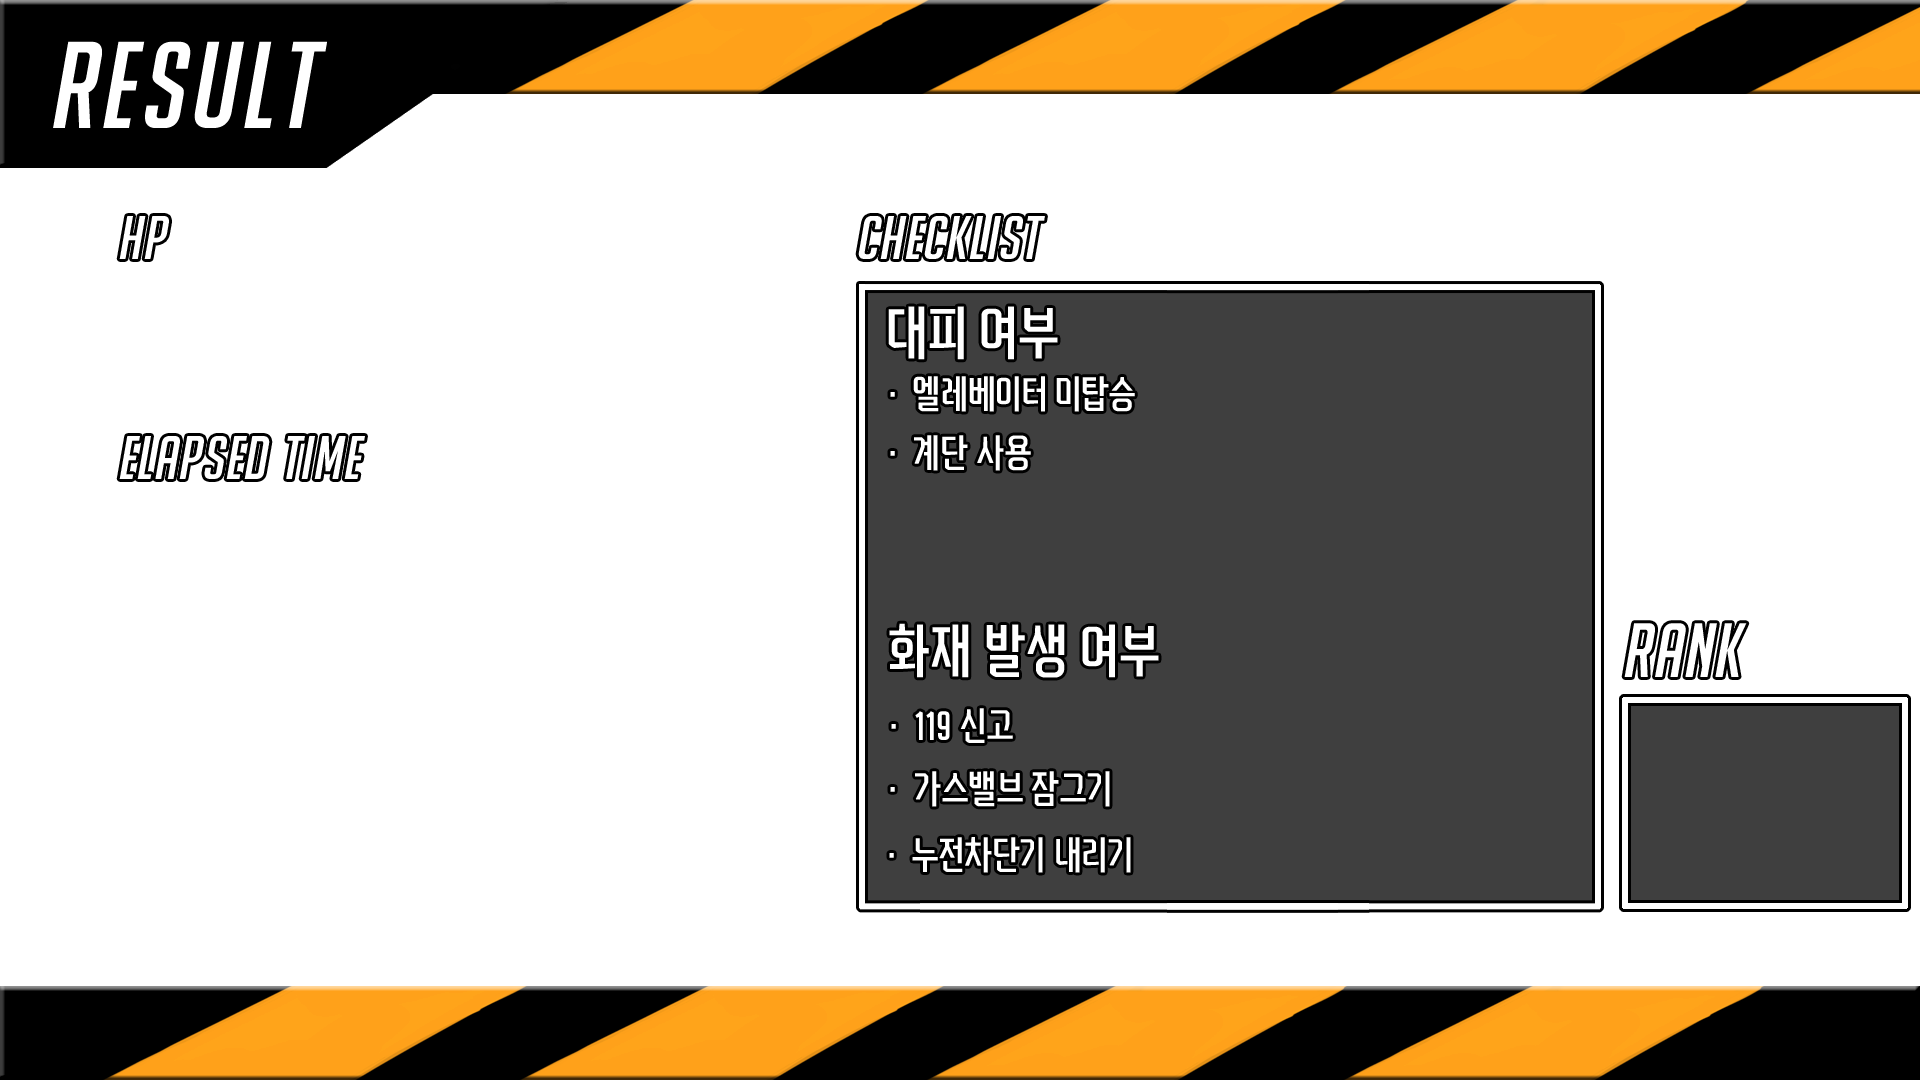 RESULT
HP
ELAPSED TIME
CHECKLIST
대피 여부
· 엘레베이터 미탑승
· 계단 사용
화재 발생 여부
· 119 신고
· 가스밸브 잠그기
· 누전차단기 내리기
RANK